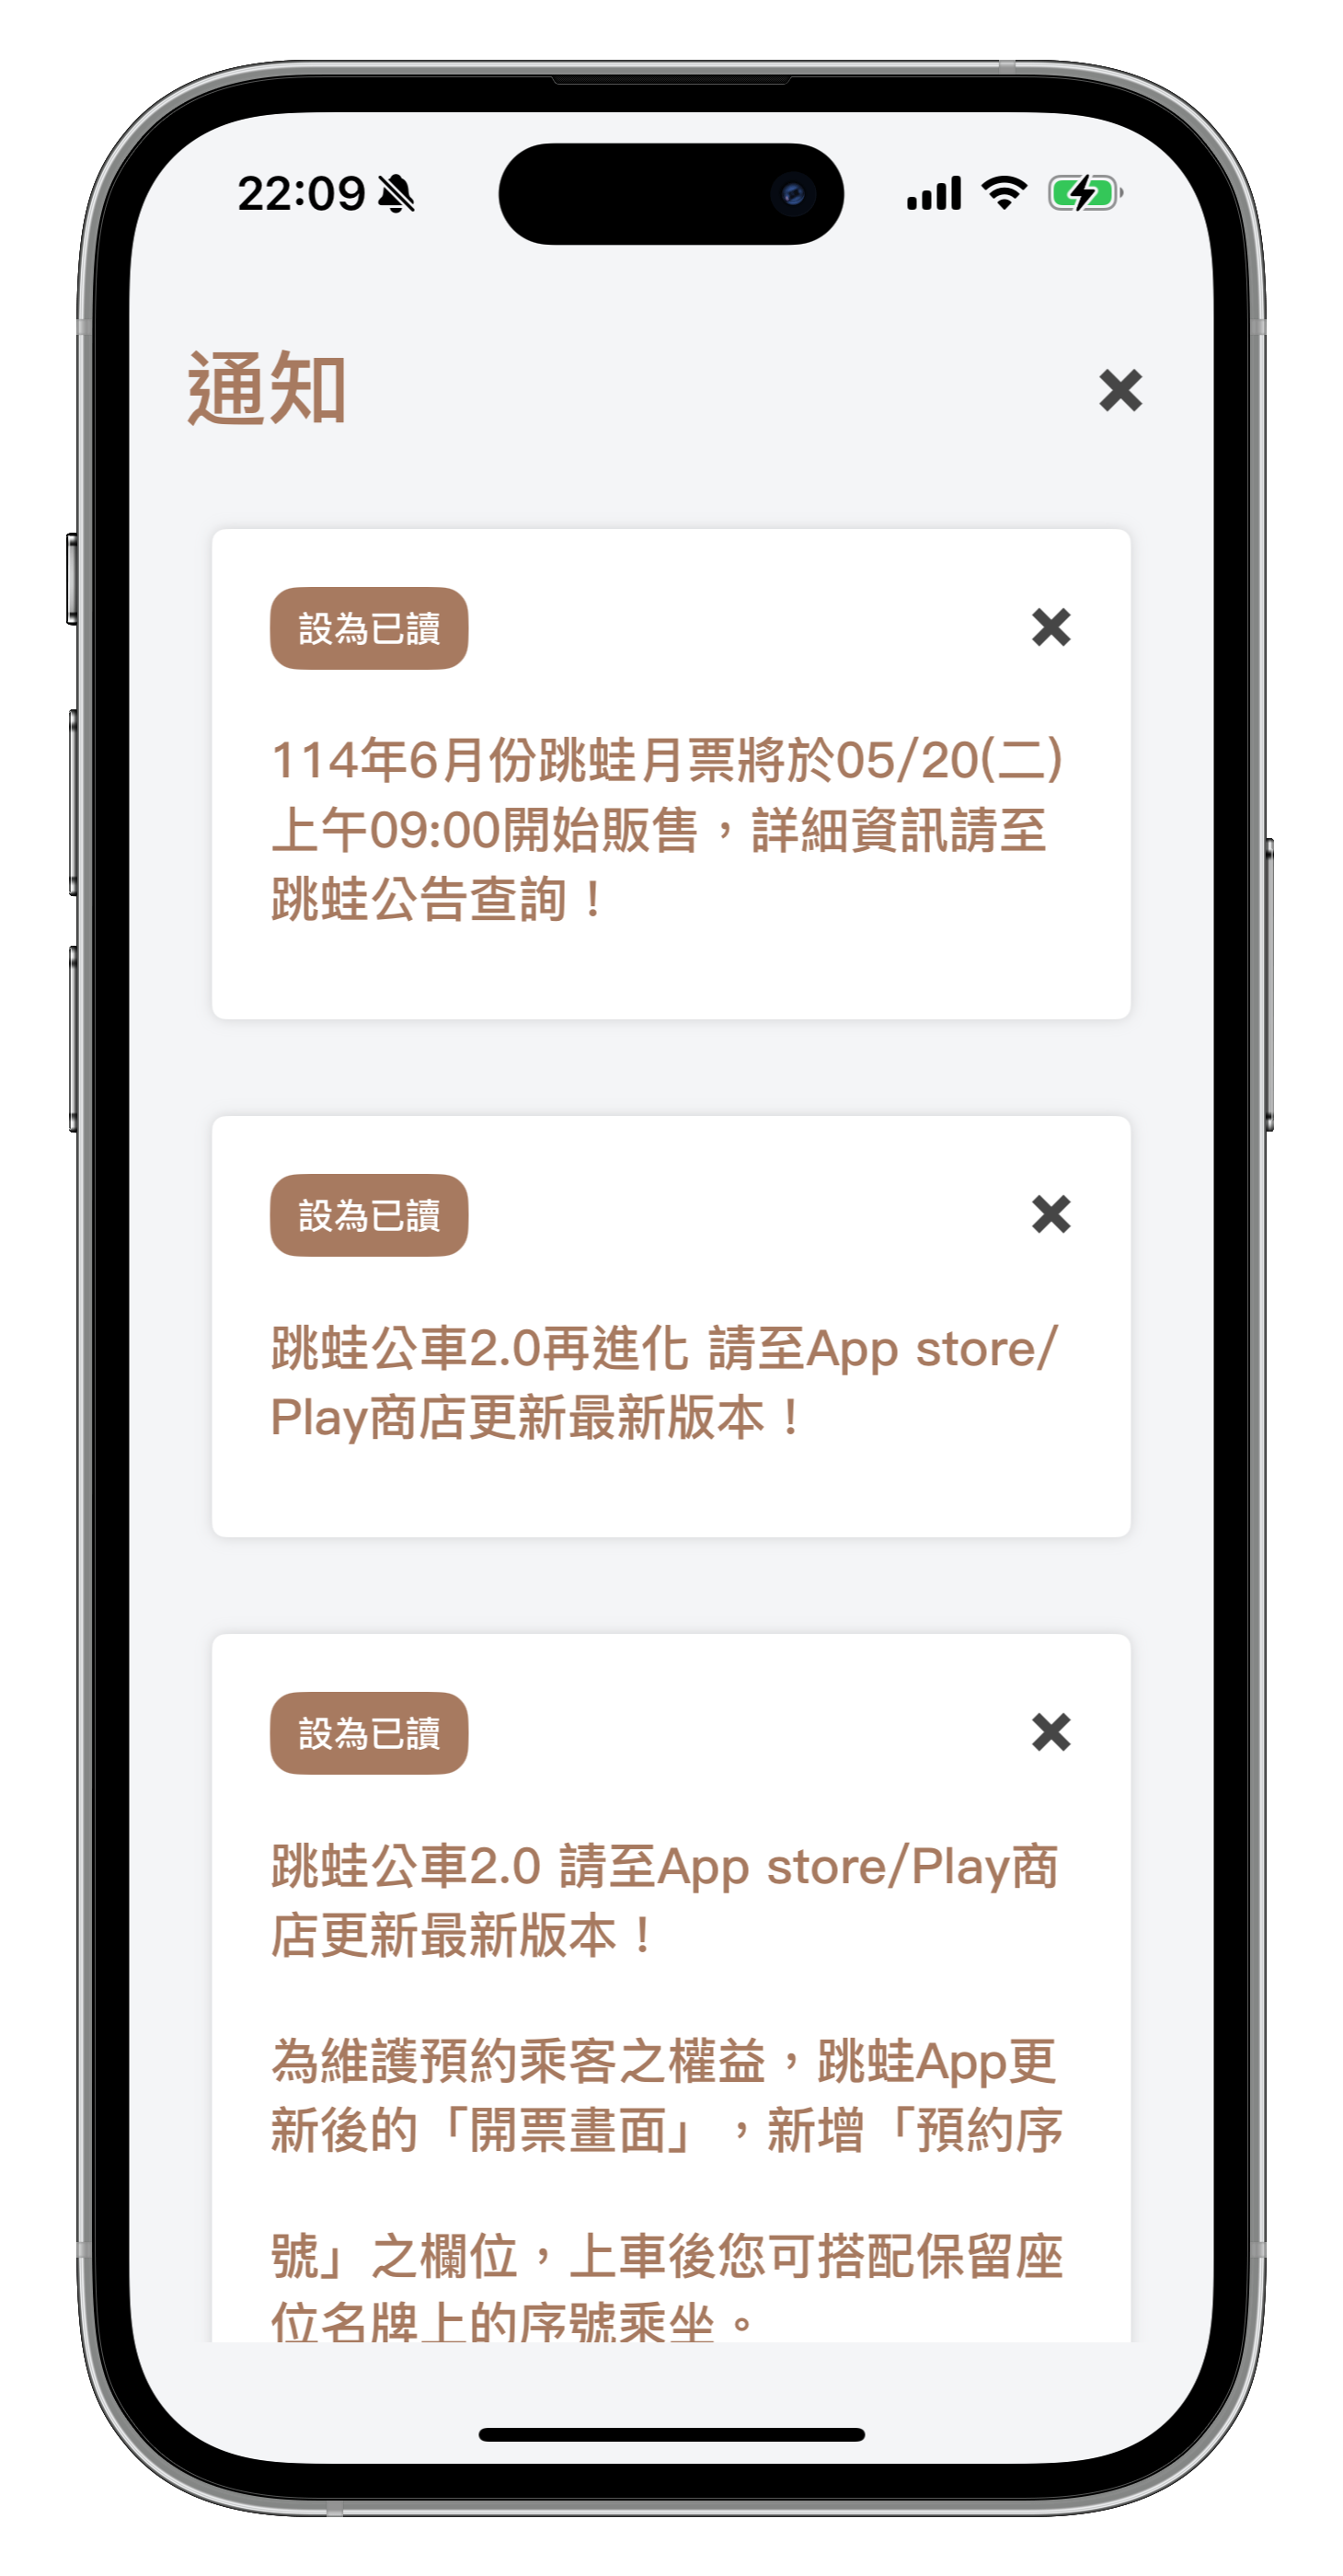 22:09
通知
設為已讀
114年6月份跳蛙月票將於05/20(二)
上午09:00開始販售，詳細資訊請至
跳蛙公告查詢！
設為已讀
跳蛙公車2.0再進化 請至App store/
Play商店更新最新版本！
設為已讀
跳蛙公車2.0 請至App store/Play商
店更新最新版本！
為維護預約乘客之權益，跳蛙App更
新後的「開票畫面」，新增「預約序
號」之欄位，上車後您可搭配保留座
位名牌上的序號乘坐。